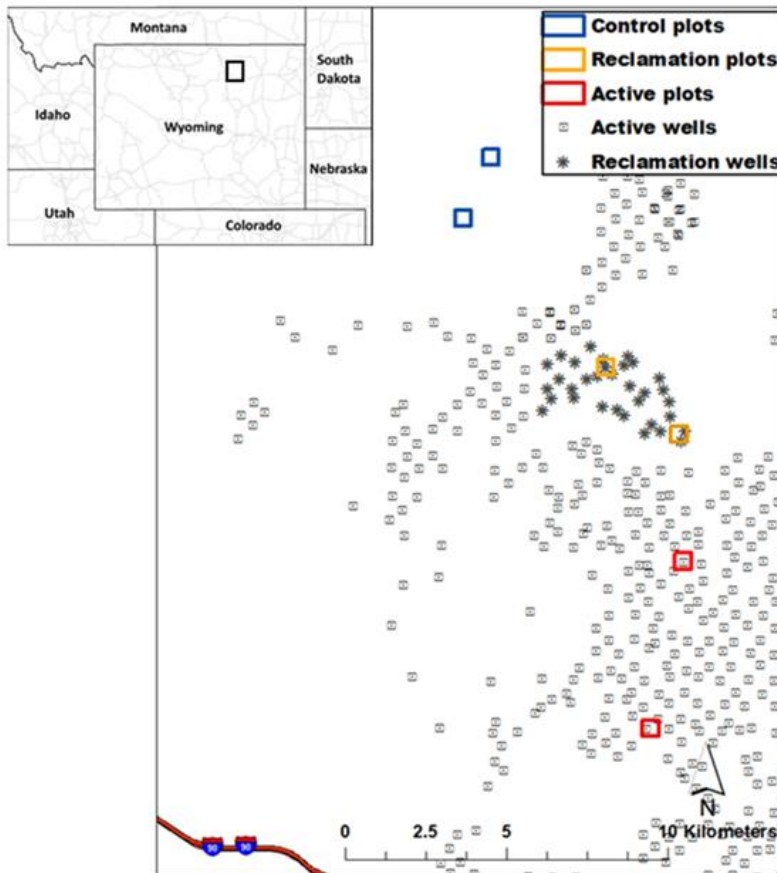 Montana
South
Dakota
Idaho
Wyoming
Nebraska
Utah
Colorado
Control plots
Reclamation plots
Active plots
Active wells
Reclamation wells
N
0 2.5 5 10 Kilometers
90 90